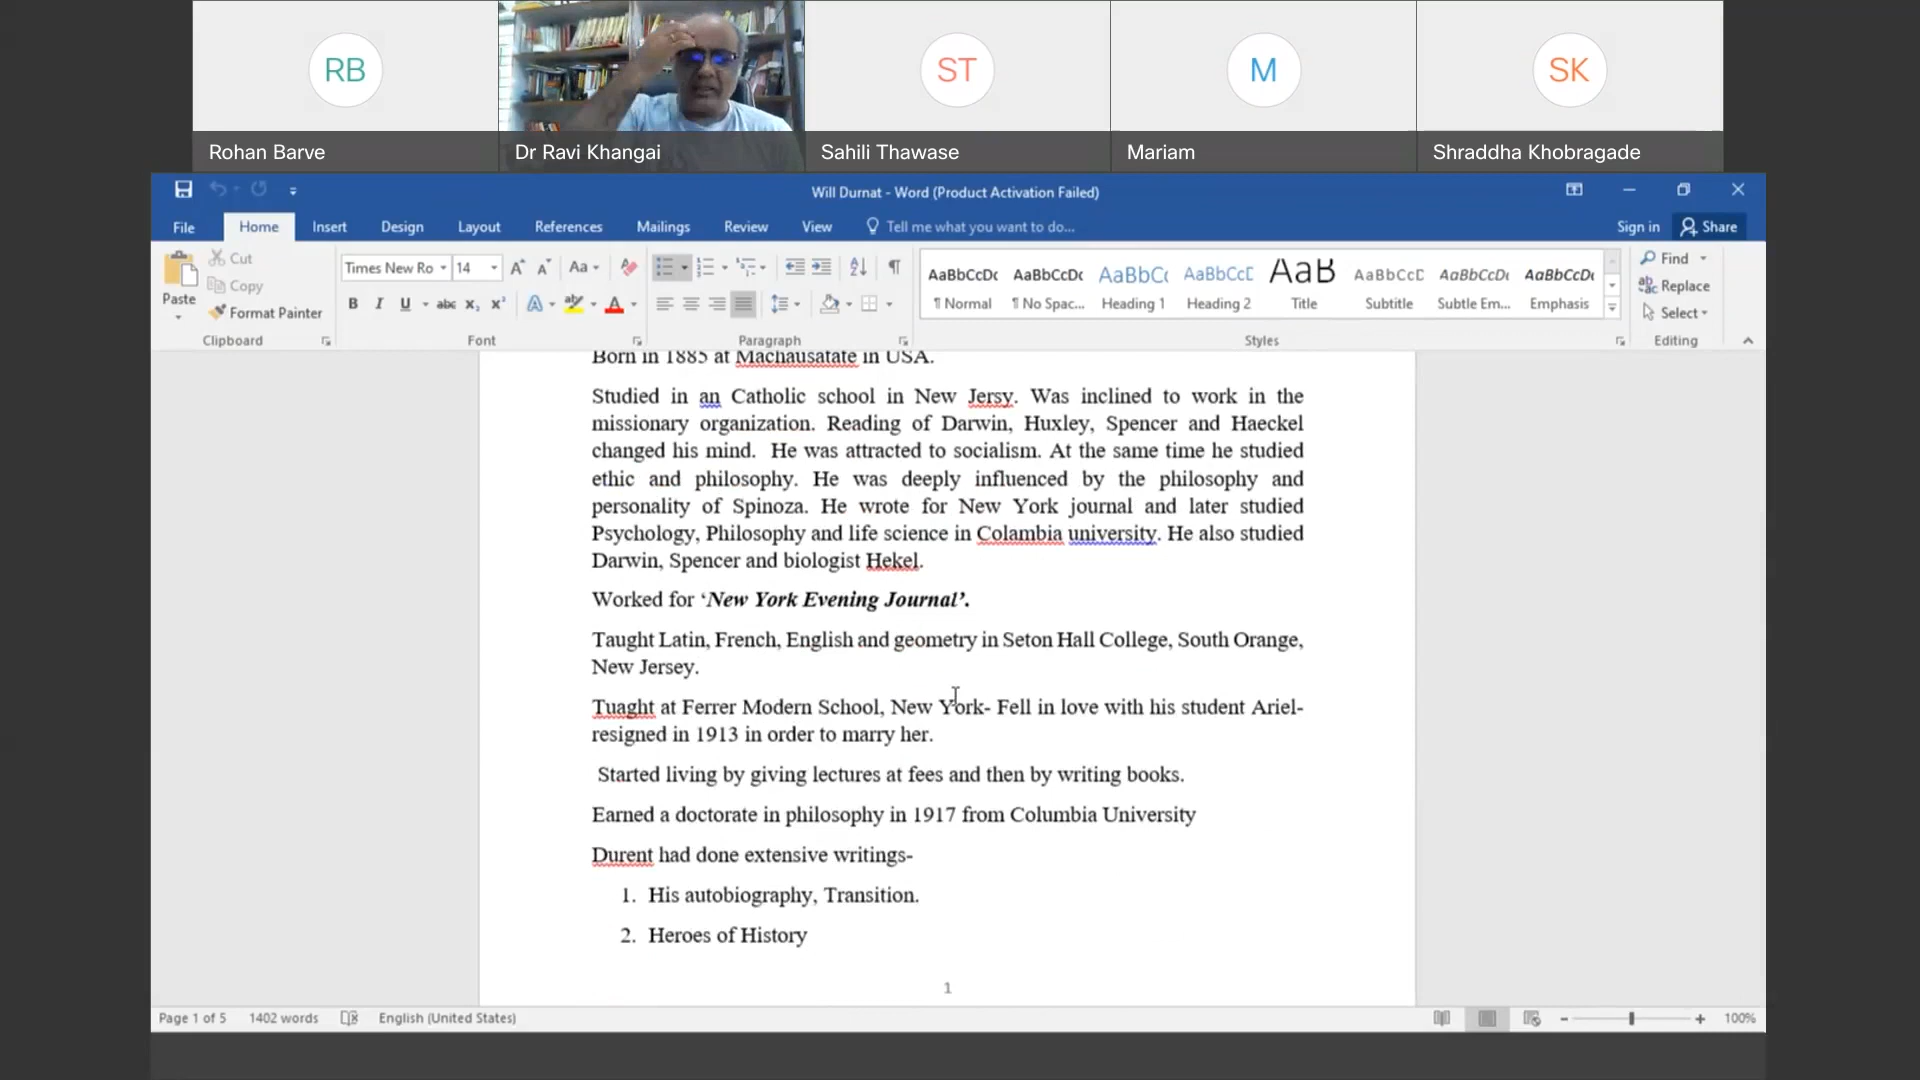 RB
ST
M
SK
Rohan Barve
Dr Ravi Khangai
Sahili Thawase
Mariam
Shraddha Khobragade
Will Durnat - Word (Product Activation Failed)
File
Home
Insert
Design
Layout
References
Mailings
Review
View
Tell me what you want to do...
Sign in
Share
Paste
Cut
Copy
Format Painter
Clipboard
Times New Ro
14
Font
Paragraph
AaBbCcDc
AaBbCcDc
AaBbC(
AaBbCcD
AaB
AaBbCcD
AaBbCcDc
AaBbCcDc
¶ Normal
¶ No Spac...
Heading 1
Heading 2
Title
Subtitle
Subtle Em...
Emphasis
Styles
Find
Replace
Select
Editing
Born in 1885 at Machausatate in USA.
Studied in an Catholic school in New Jersy. Was inclined to work in the
missionary organization. Reading of Darwin, Huxley, Spencer and Haeckel
changed his mind. He was attracted to socialism. At the same time he studied
ethic and philosophy. He was deeply influenced by the philosophy and
personality of Spinoza. He wrote for New York journal and later studied
Psychology, Philosophy and life science in Colambia university. He also studied
Darwin, Spencer and biologist Hekel.
Worked for ‘New York Evening Journal’.
Taught Latin, French, English and geometry in Seton Hall College, South Orange,
New Jersey.
Tuaght at Ferrer Modern School, New York- Fell in love with his student Ariel-
resigned in 1913 in order to marry her.
Started living by giving lectures at fees and then by writing books.
Earned a doctorate in philosophy in 1917 from Columbia University
Durent had done extensive writings-
1. His autobiography, Transition.
2. Heroes of History
1
Page 1 of 5
1402 words
English (United States)
100%